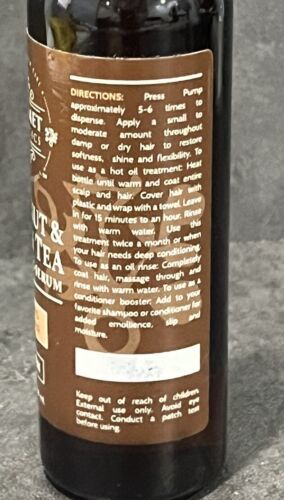 NET
UT &
TEA
SERUM
DIRECTIONS: Press Pump
approximately 5-6 times to
dispense. Apply a small to
moderate amount throughout
damp or dry hair to restore
softness, shine and flexibility. To
use as a hot oil treatment: Heat
bottle until warm and coat entire
scalp and hair. Cover hair with
plastic and wrap with a towel. Leave
in for 15 minutes to an hour. Rinse
with warm water. Use this
treatment twice a month or when
your hair needs deep conditioning.
To use as an oil rinse: Completely
coat hair, massage through and
rinse with warm water. To use as a
conditioner booster: Add to your
favorite shampoo or conditioner for
added emollience, slip and
moisture.
Keep out of reach of children.
External use only. Avoid eye
contact. Conduct a patch test
before using.